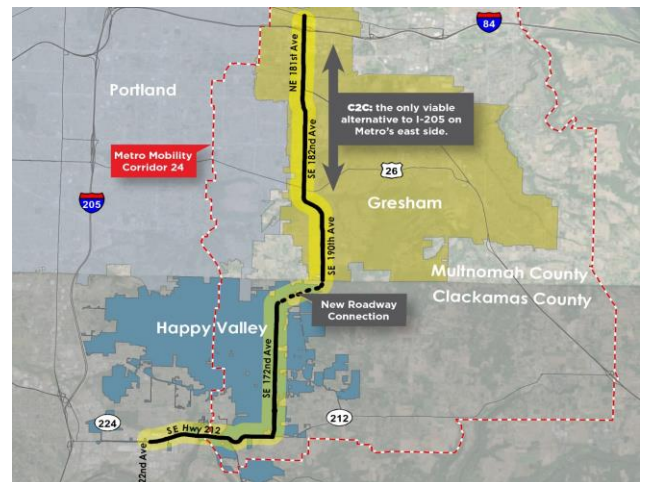 84
NE 181st Ave
Portland
C2C: the only viable
alternative to I-205 on
Metro's east side.
SE 182nd Ave
Metro Mobility
Corridor 24
26
205
Gresham
SE 190th Ave
Multnomah County
Clackamas County
New Roadway
Connection
Happy Valley
SE 172nd Ave
224
212
SE Hwy 212
22nd Ave